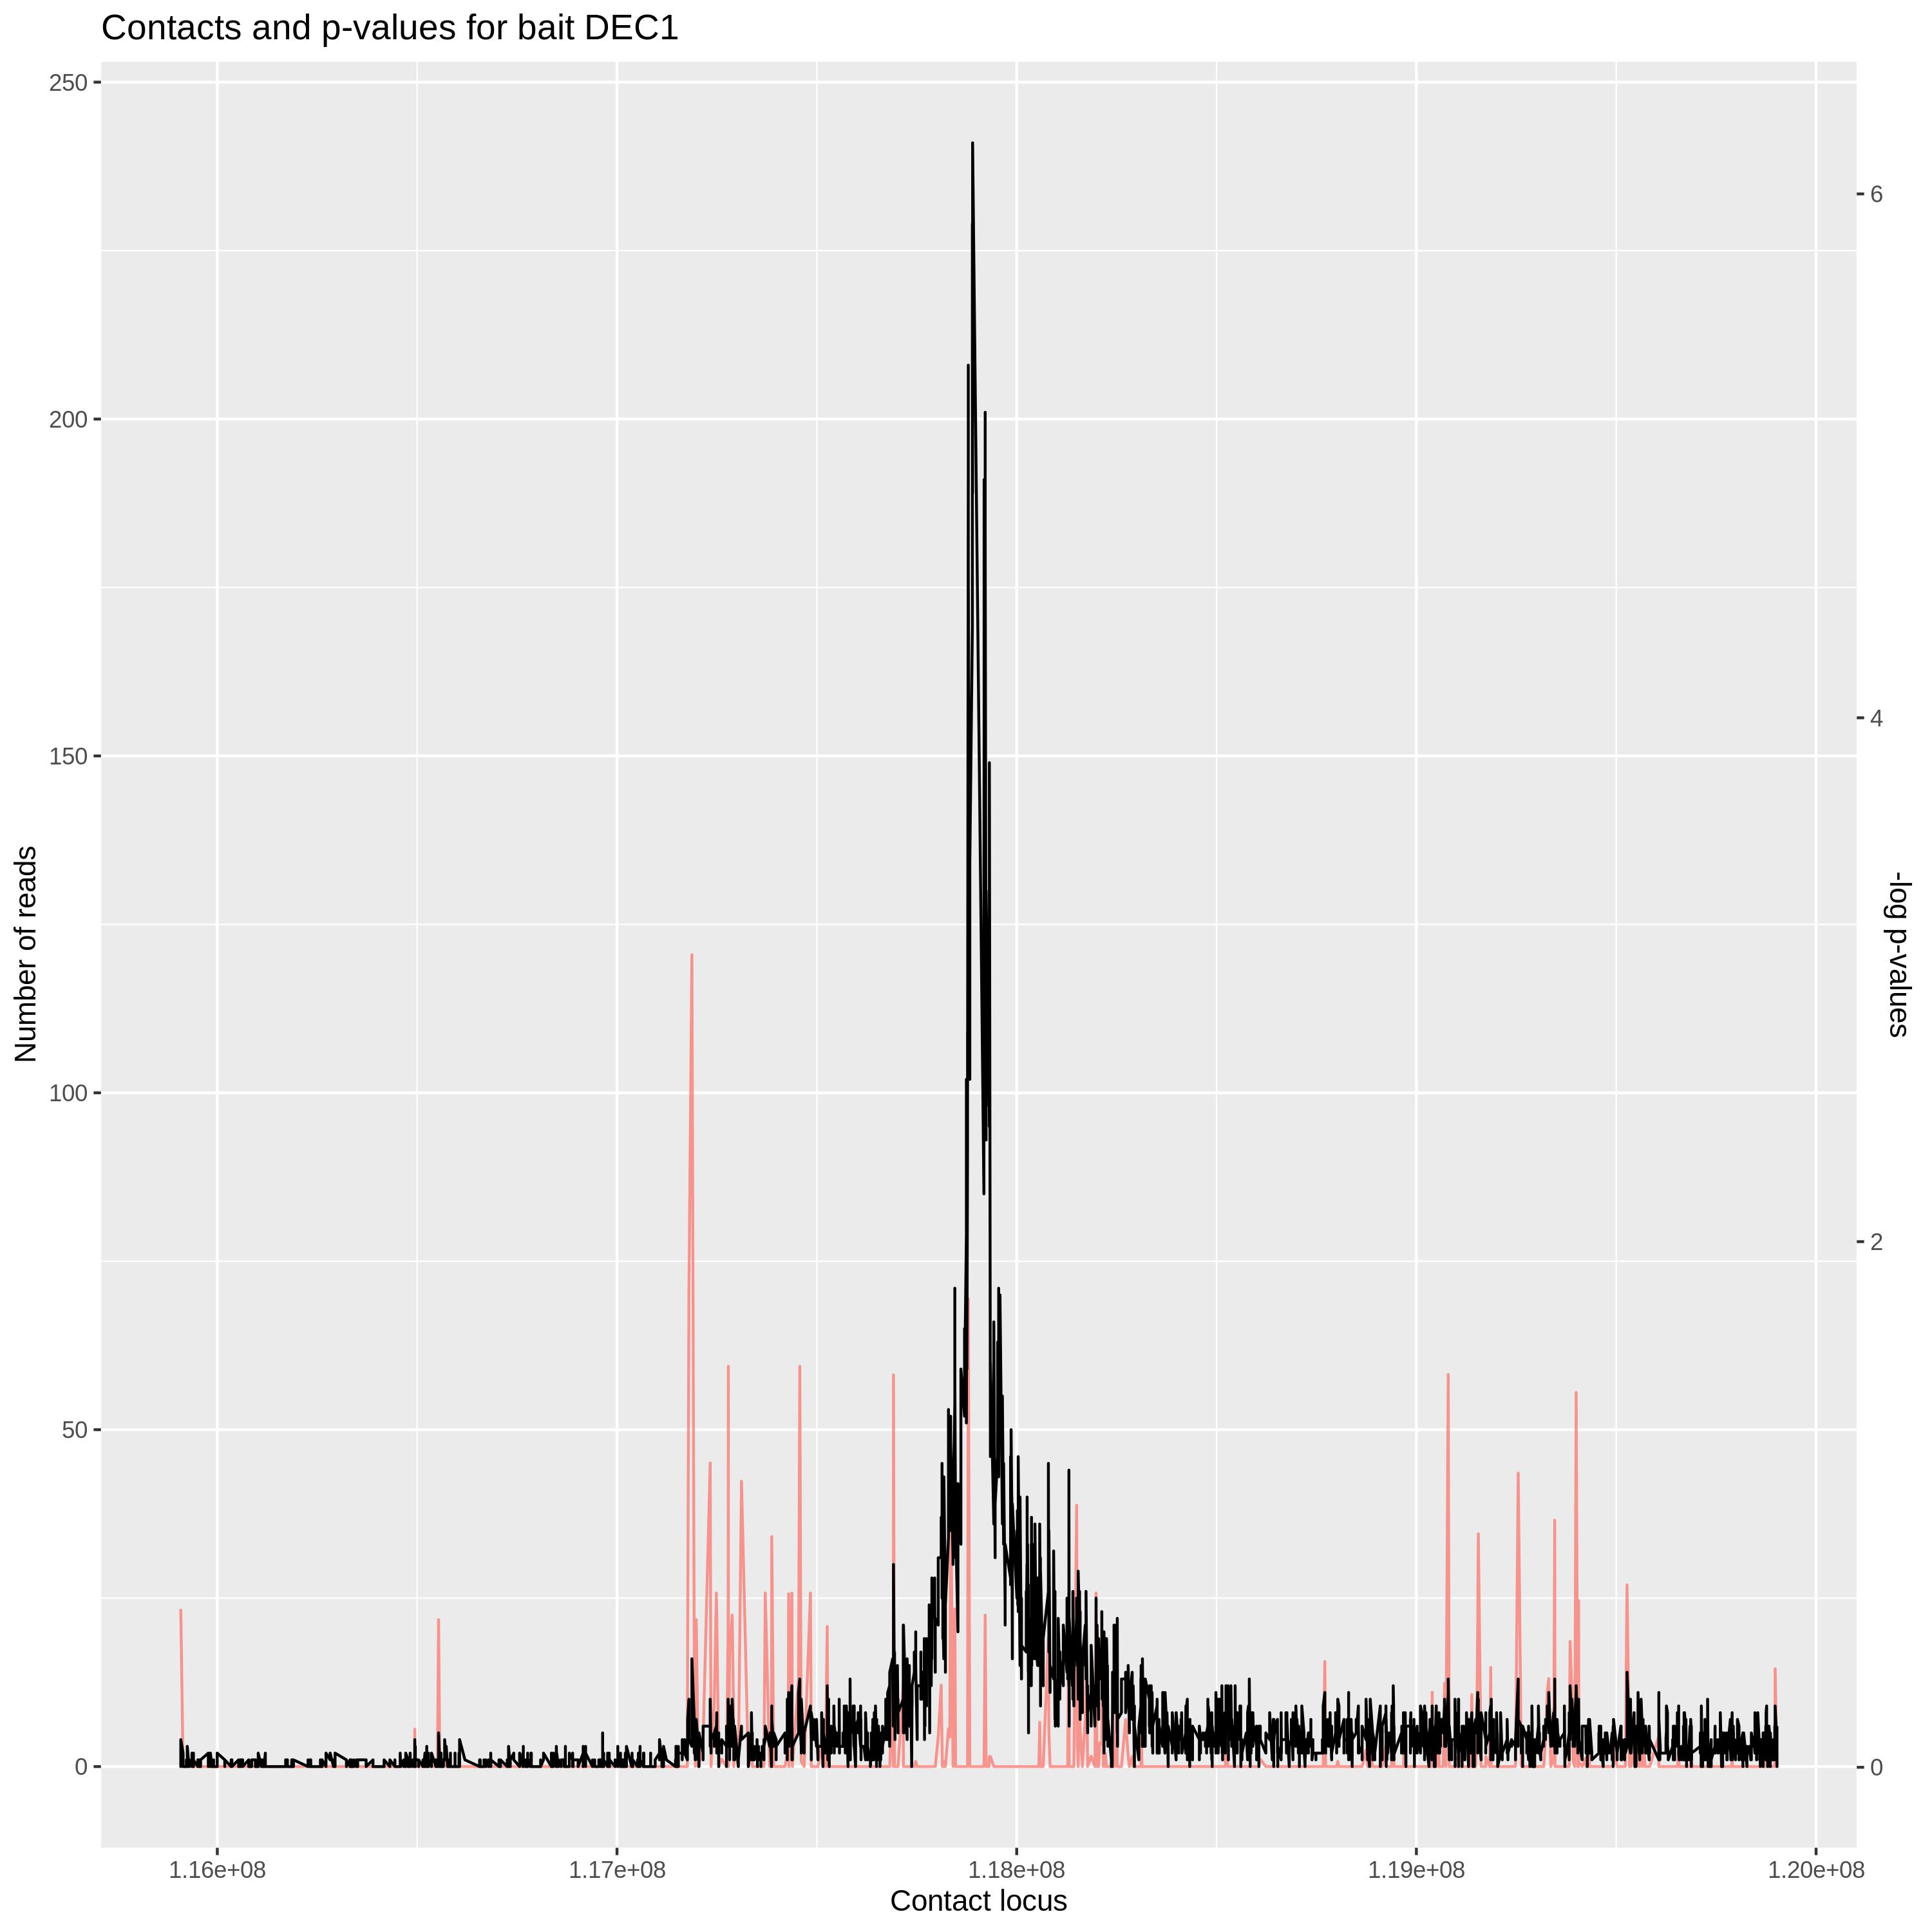 Contacts and p-values for bait DEC1
250
200
150
100
50
0
Number of reads
6
4
2
0
-log p-values
1.16e+08
1.17e+08
1.18e+08
1.19e+08
1.20e+08
Contact locus